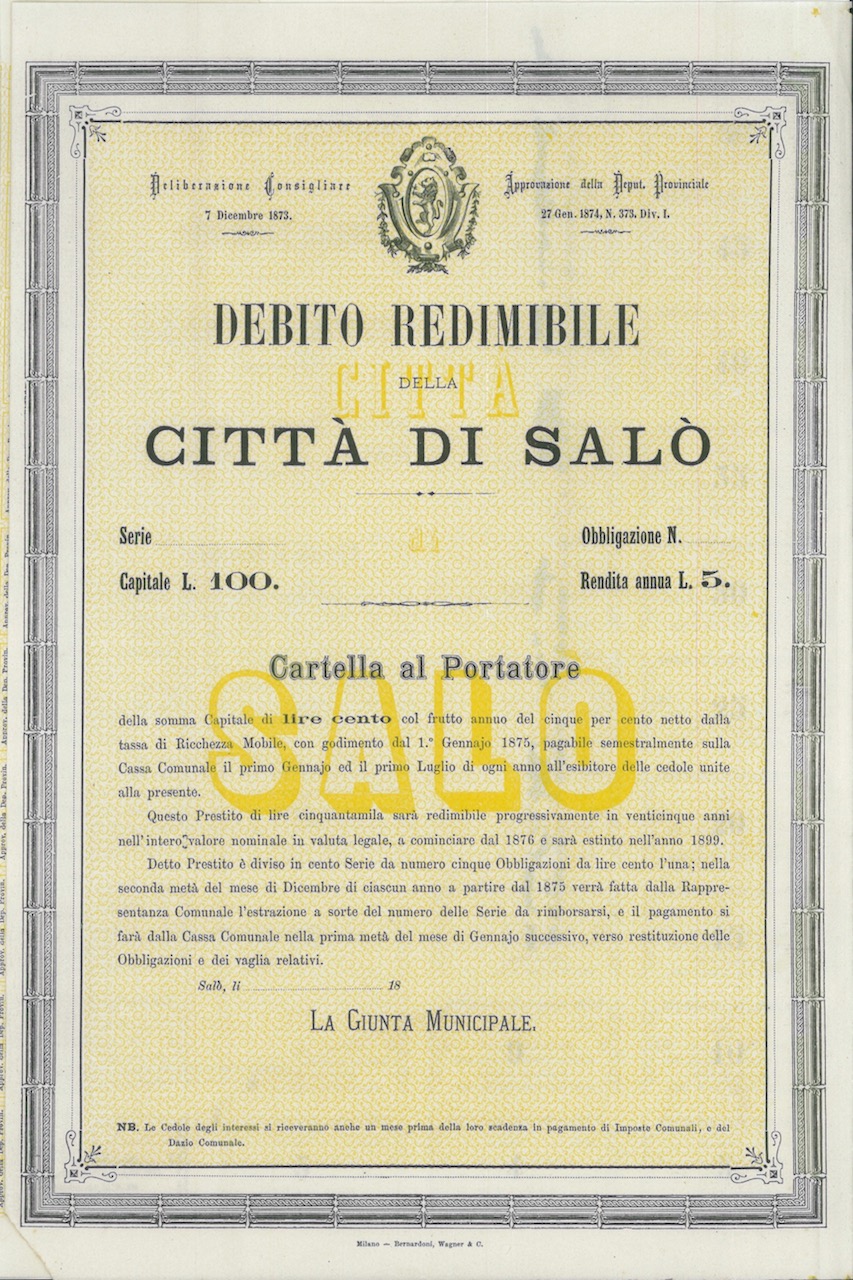 Deliberazione Consigliare
7 Dicembre 1873.
Approvazione della Deput. Provinciale
27 Gen. 1874, N. 373. Div. I.
DEBITO REDIMIBILE
DELLA
CITTÀ
CITTÀ DI SALÒ
di
Serie
Obbligazione N.
Capitale L. 100.
Rendita annua L. 5.
Cartella al Portatore
SALÒ
della somma Capitale di lire cento col frutto annuo del cinque per cento netto dalla
tassa di Ricchezza Mobile, con godimento dal 1.° Gennajo 1875, pagabile semestralmente sulla
Cassa Comunale il primo Gennajo ed il primo Luglio di ogni anno all'esibitore delle cedole unite
alla presente.
Questo Prestito di lire cinquantamila sarà redimibile progressivamente in venticinque anni
nell'intero valore nominale in valuta legale, a cominciare dal 1876 e sarà estinto nell'anno 1899.
Detto Prestito è diviso in cento Serie da numero cinque Obbligazioni da lire cento l'una; nella
seconda metà del mese di Dicembre di ciascun anno a partire dal 1875 verrà fatta dalla Rappre-
sentanza Comunale l'estrazione a sorte del numero delle Serie da rimborsarsi, e il pagamento si
farà dalla Cassa Comunale nella prima metà del mese di Gennajo successivo, verso restituzione delle
Obbligazioni e dei vaglia relativi.
Salò, li 18
LA GIUNTA MUNICIPALE.
NB. Le Cedole degli interessi si riceveranno anche un mese prima della loro scadenza in pagamento di Imposte Comunali, e del
Dazio Comunale.
Milano — Bernardoni, Wagner & C.